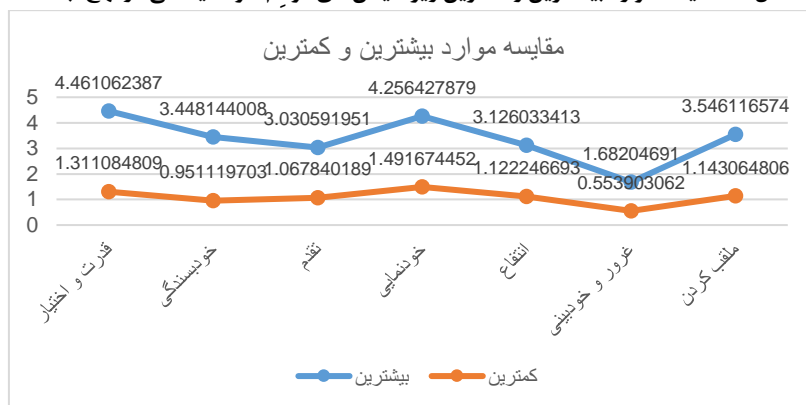 مقایسه موارد بیشترین و کمترین
4.461062387
3.448144008
3.030591951
4.256427879
3.126033413
1.68204691
3.546116574
1.311084809
0.951119703
1.067840189
1.491674452
1.122246693
0.553903062
1.143064806
5
4
3
2
1
0
قدرت و اختیار
خودبسندگی
تقدم
خودنمایی
انتفاع
غرور و خودبینی
ملقب کردن
بیشترین
کمترین